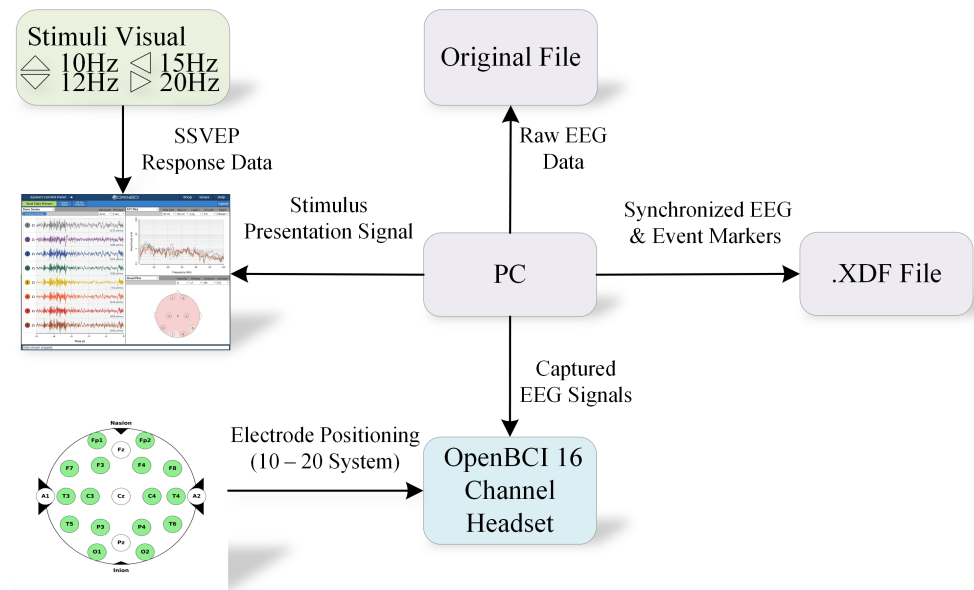 Stimuli Visual
10Hz 15Hz
12Hz 20Hz
Original File
SSVEP
Response Data
Raw EEG
Data
OPENBCI
Stimulus
Presentation Signal
Synchronized EEG
& Event Markers
PC
.XDF File
Captured
EEG Signals
Electrode Positioning
(10 – 20 System)
OpenBCI 16
Channel
Headset
Nasion
Fp1 Fp2
Fz
F7 F3 F4 F8
A1 T3 C3 Cz C4 T4 A2
T5 P3 P4 T6
Pz
O1 O2
Inion